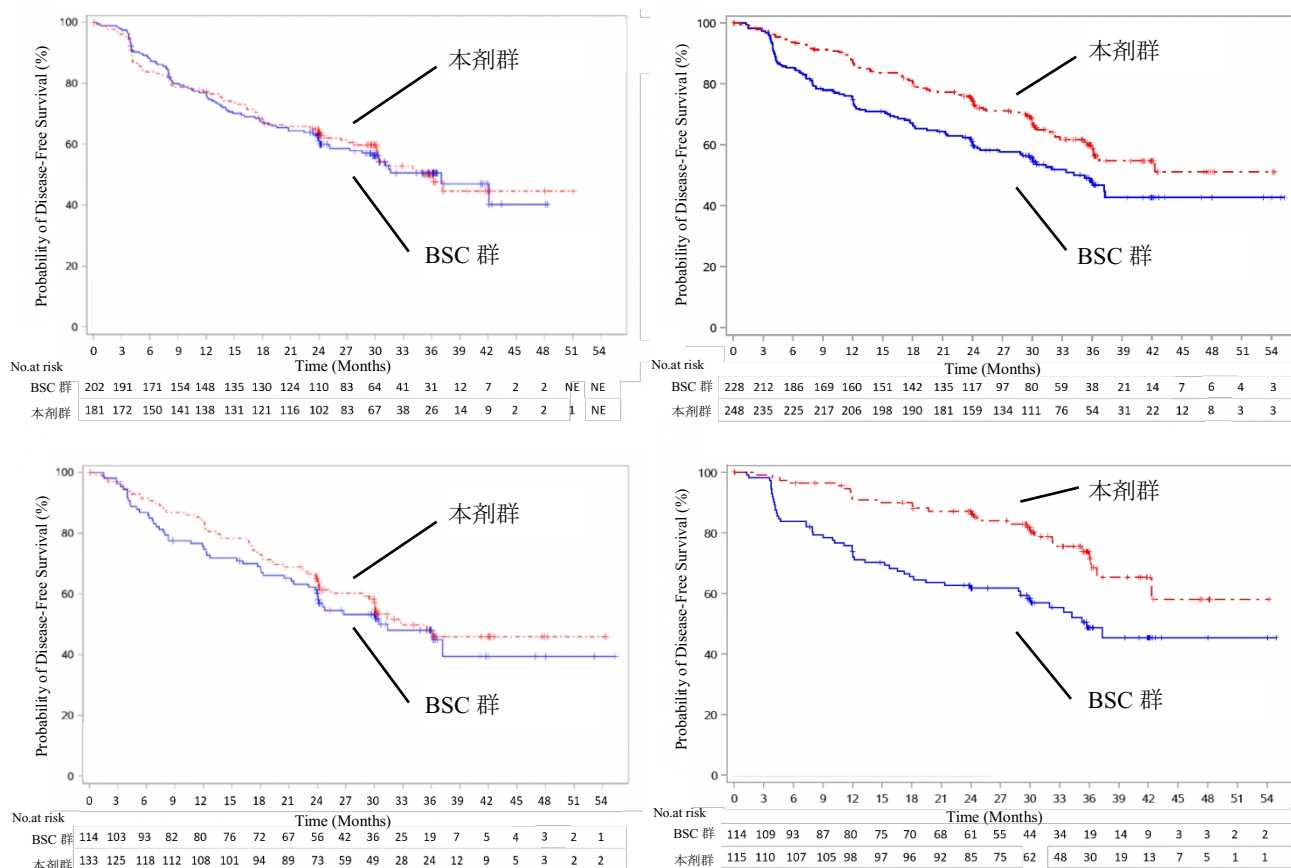 Probability of Disease-Free Survival (%)
100
80
60
40
20
0
本剤群
BSC 群
0 3 6 9 12 15 18 21 24 27 30 33 36 39 42 45 48 51 54
Time (Months)
No.at risk
BSC 群 202 191 171 154 148 135 130 124 110 83 64 41 31 12 7 2 2 NE NE
本剤群 181 172 150 141 138 131 121 116 102 83 67 38 26 14 9 2 2 1 NE
Probability of Disease-Free Survival (%)
100
80
60
40
20
0
本剤群
BSC 群
0 3 6 9 12 15 18 21 24 27 30 33 36 39 42 45 48 51 54
Time (Months)
No.at risk
BSC 群 228 212 186 169 160 151 142 135 117 97 80 59 38 21 14 7 6 4 3
本剤群 248 235 225 217 206 198 190 181 159 134 111 76 54 31 22 12 8 3 3
Probability of Disease-Free Survival (%)
100
80
60
40
20
0
本剤群
BSC 群
0 3 6 9 12 15 18 21 24 27 30 33 36 39 42 45 48 51 54
Time (Months)
No.at risk
BSC 群 114 103 93 82 80 76 72 67 56 42 36 25 19 7 5 4 3 2 1
本剤群 133 125 118 112 108 101 94 89 73 59 49 28 24 12 9 5 3 2 2
Probability of Disease-Free Survival (%)
100
80
60
40
20
0
本剤群
BSC 群
0 3 6 9 12 15 18 21 24 27 30 33 36 39 42 45 48 51 54
Time (Months)
No.at risk
BSC 群 114 109 93 87 80 75 70 68 61 55 44 34 19 14 9 3 3 2 2
本剤群 115 110 107 105 98 97 96 92 85 75 62 48 30 19 13 7 5 1 1